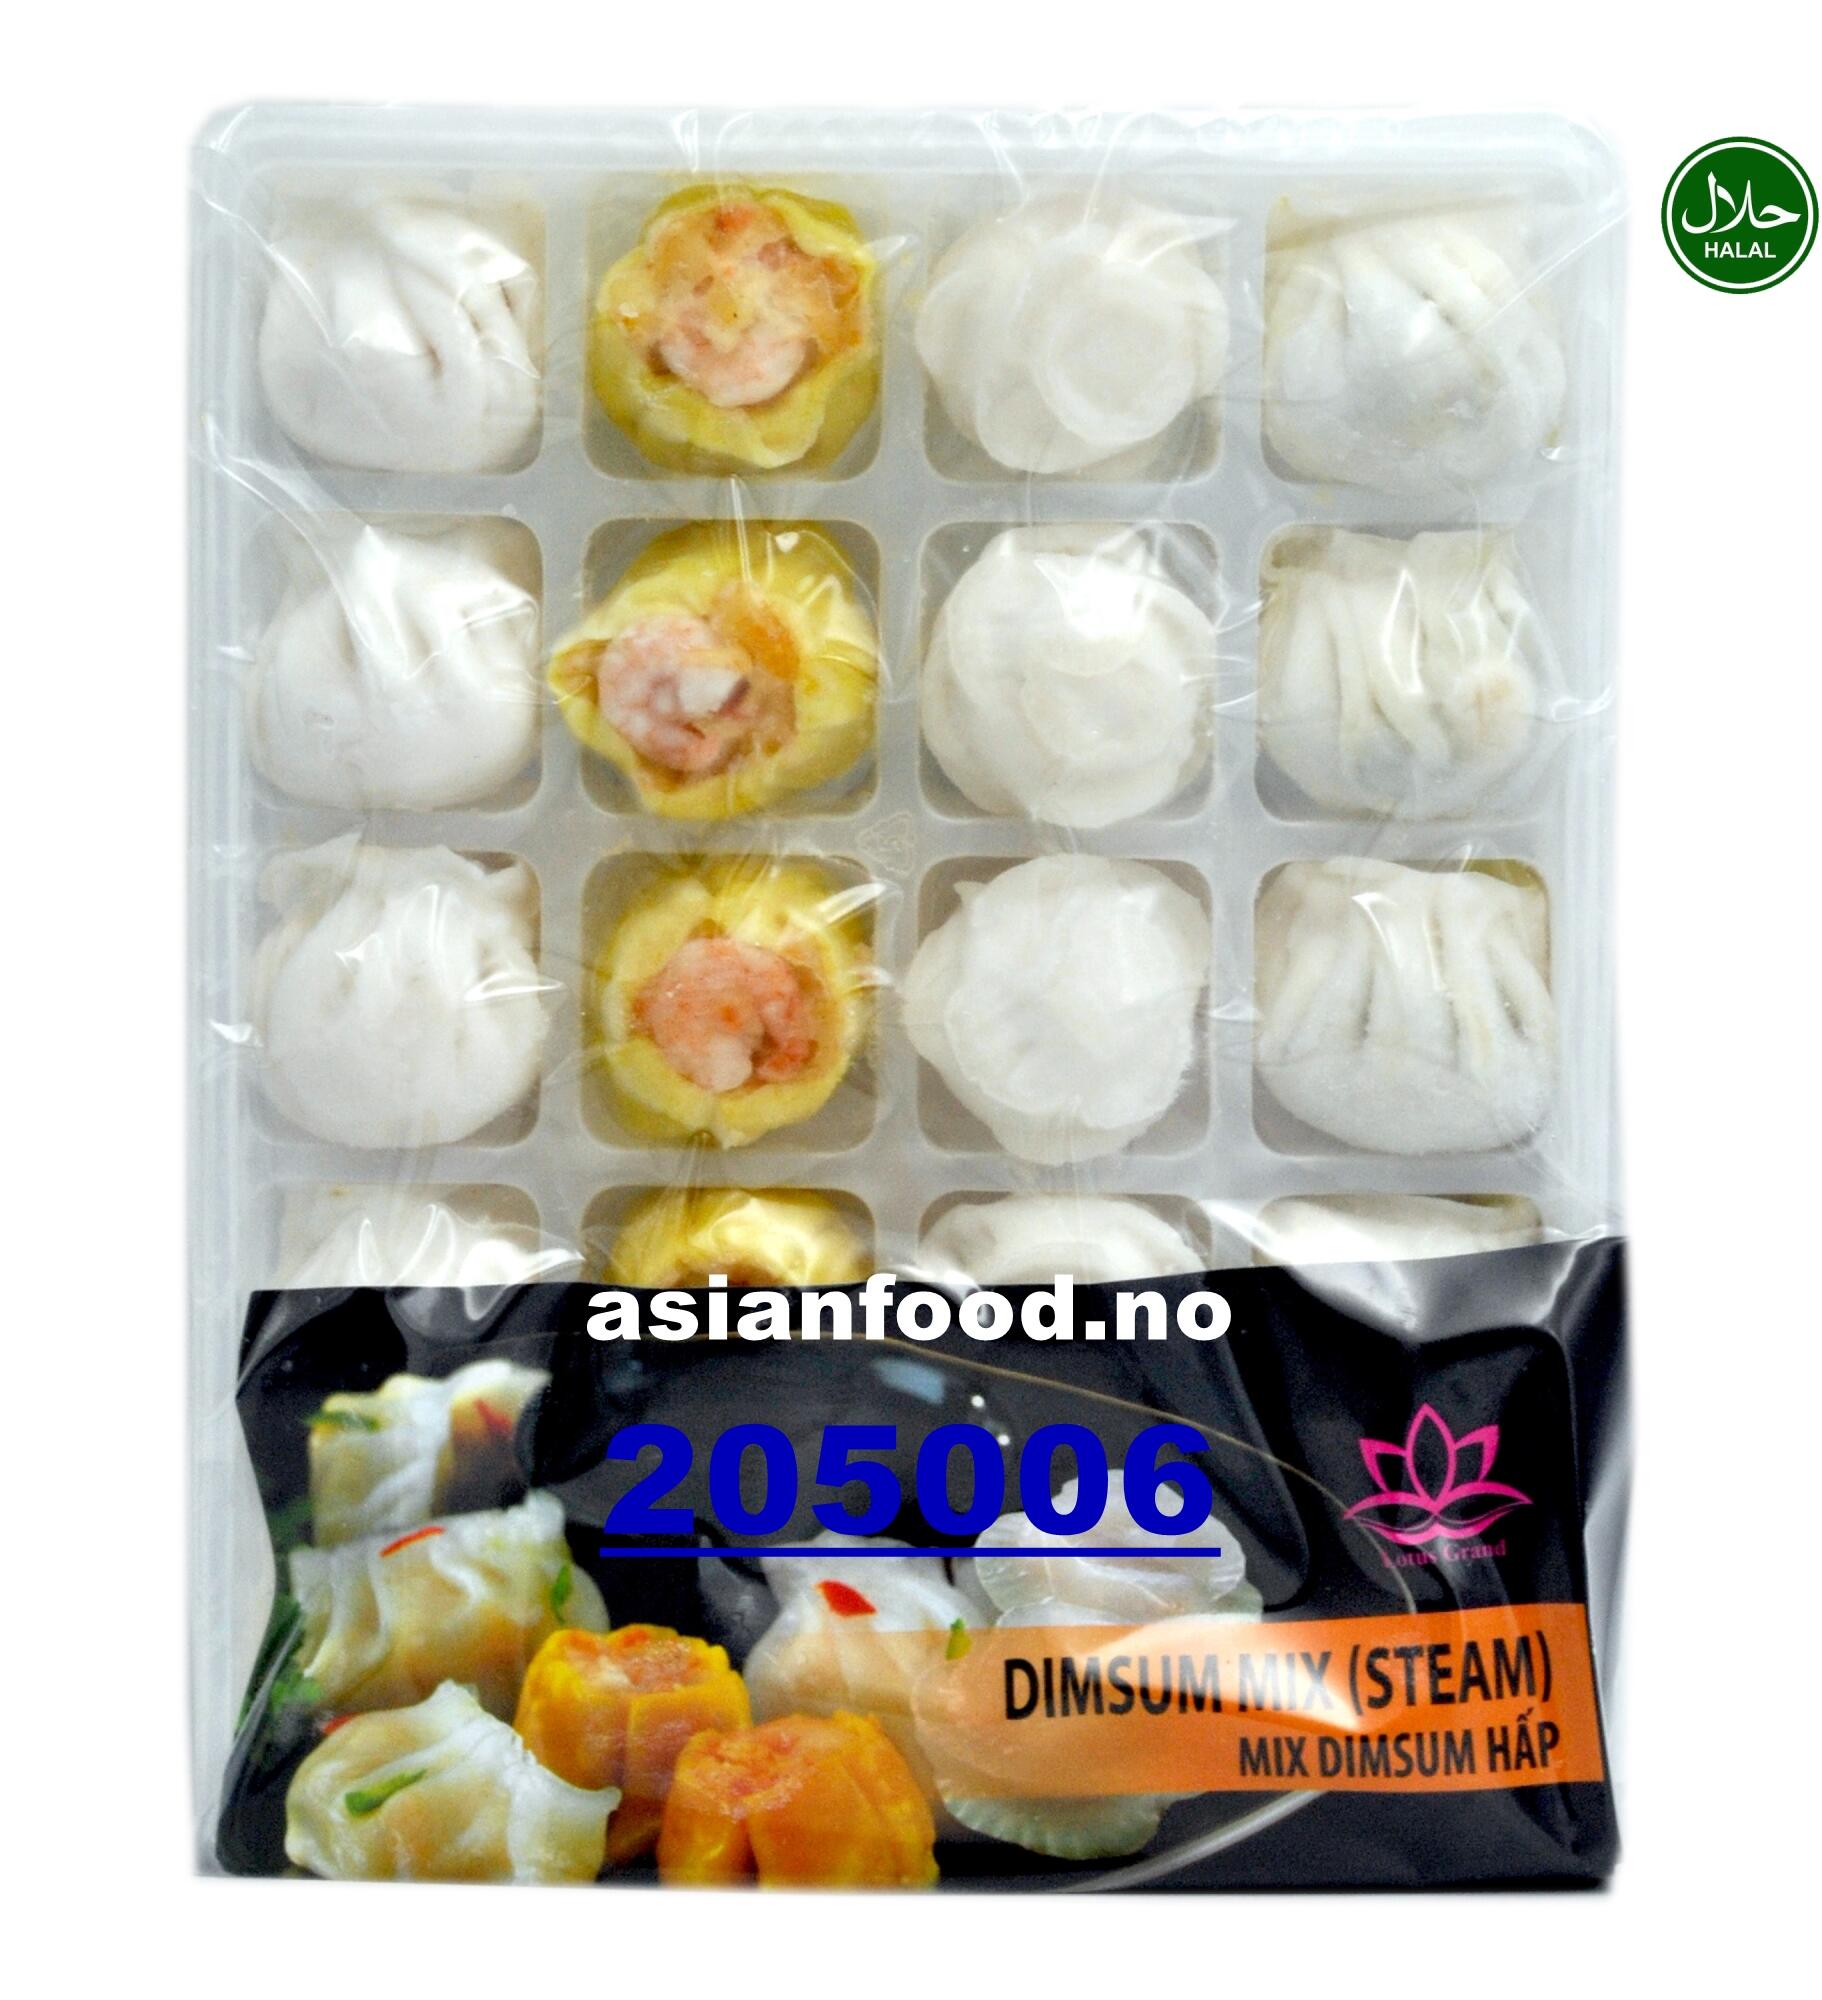 حلال
HALAL
asianfood.no
205006
Lotus Grand
DIMSUM MIX (STEAM)
MIX DIMSUM HẤP